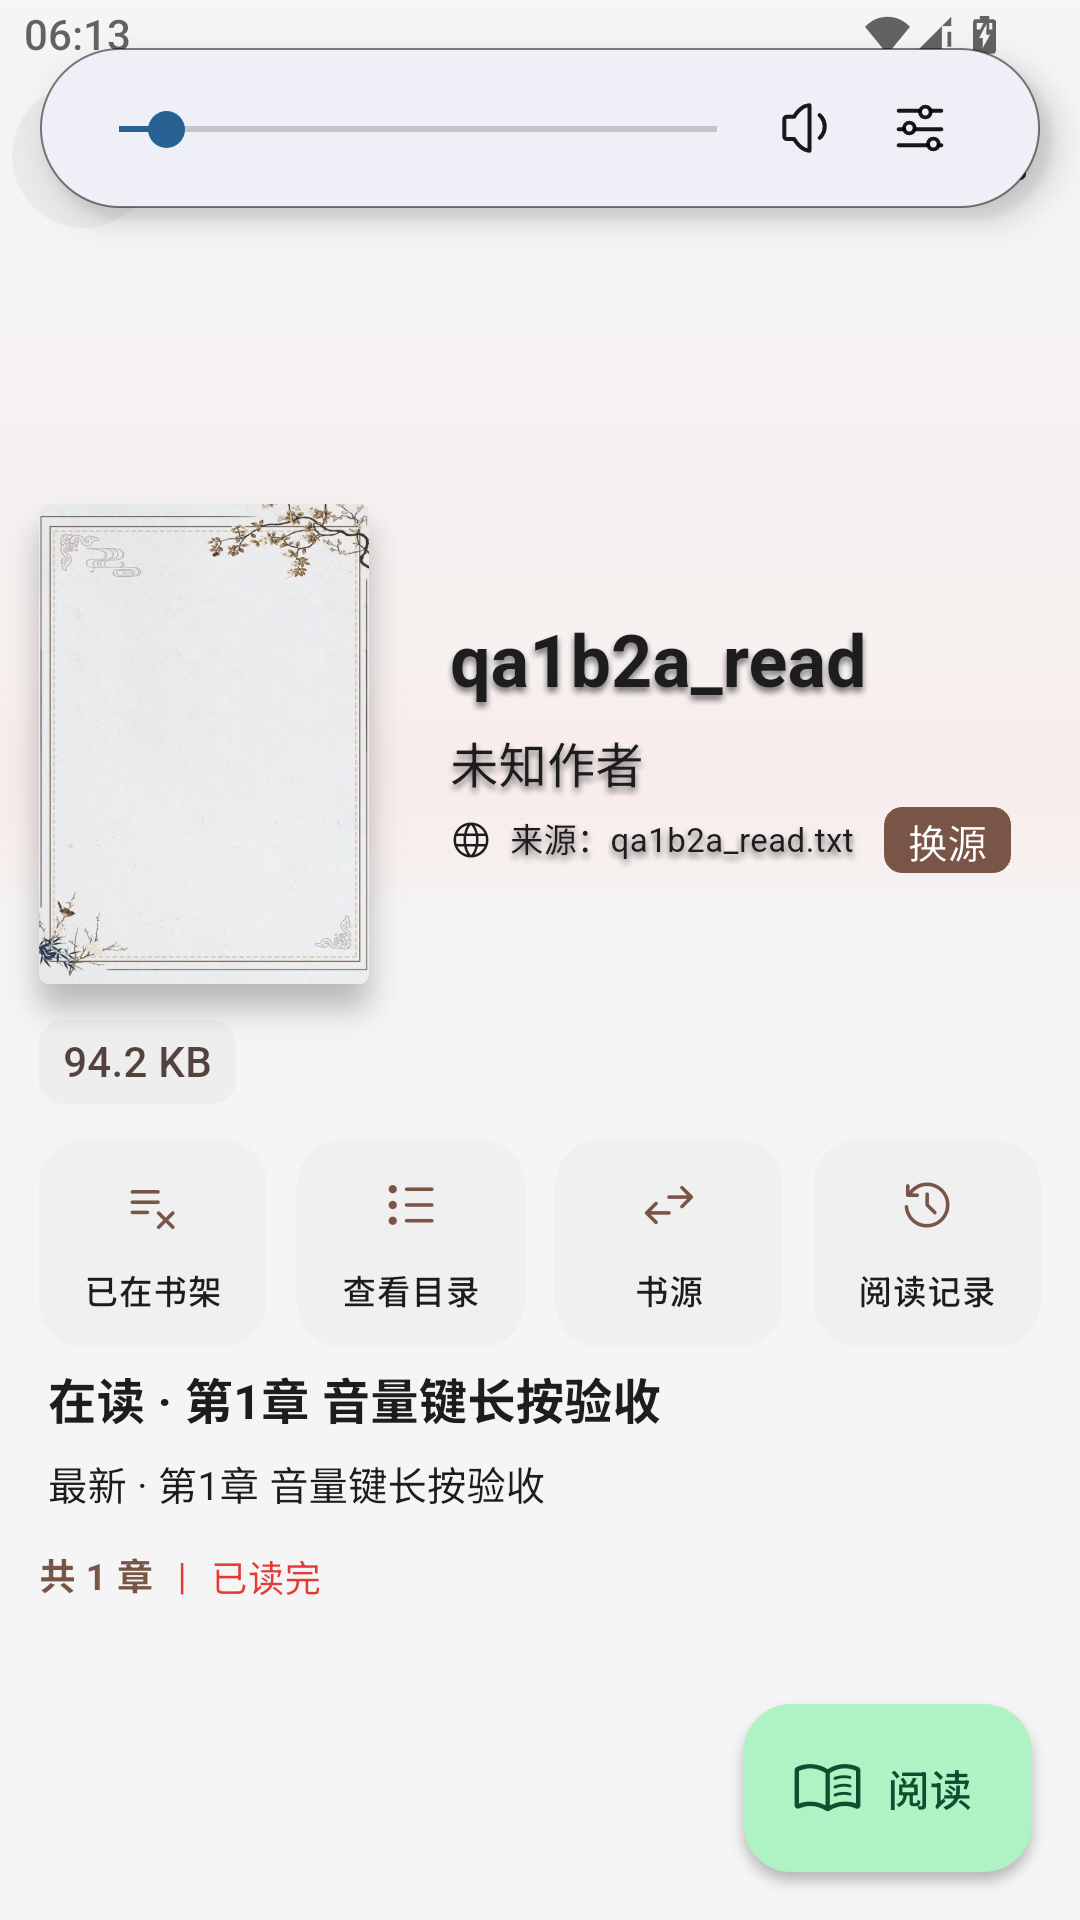 06:13
qa1b2a_read
未知作者
来源：qa1b2a_read.txt 换源
94.2 KB
已在书架 查看目录 书源 阅读记录
在读 · 第1章 音量键长按验收
最新 · 第1章 音量键长按验收
共 1 章 | 已读完
阅读